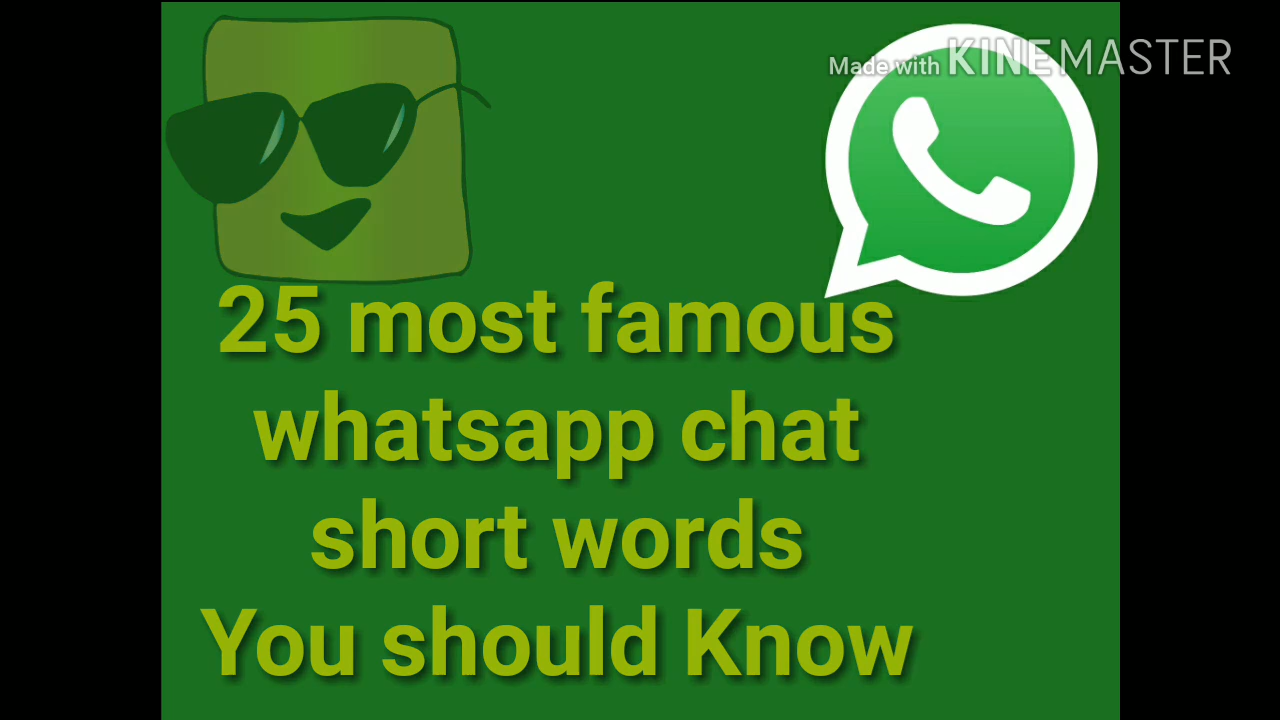 Made with KINEMASTER
25 most famous
whatsapp chat
short words
You should Know